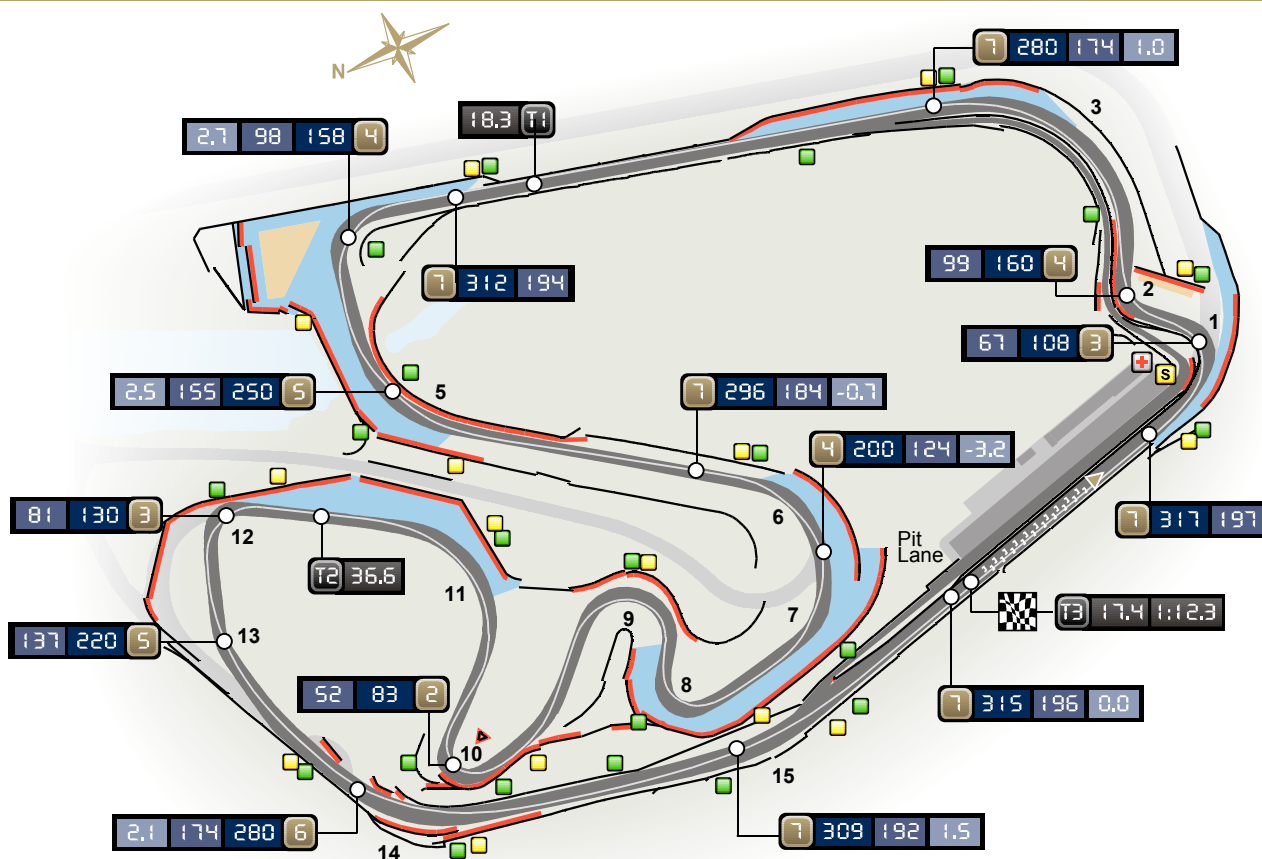 7 280 174 1.0
N
3
18.3 T1
2.7 98 158 4
99 160 4
7 312 194
2
1
67 108 3
S
2.5 155 250 5
5
7 296 184 -0.7
4 200 124 -3.2
81 130 3
12
6
7 317 197
Pit
Lane
T2 36.6
11
7
9
T3 17.4 1:12.3
137 220 5
13
52 83 2
8
7 315 196 0.0
10
15
2.1 174 280 6
7 309 192 1.5
14